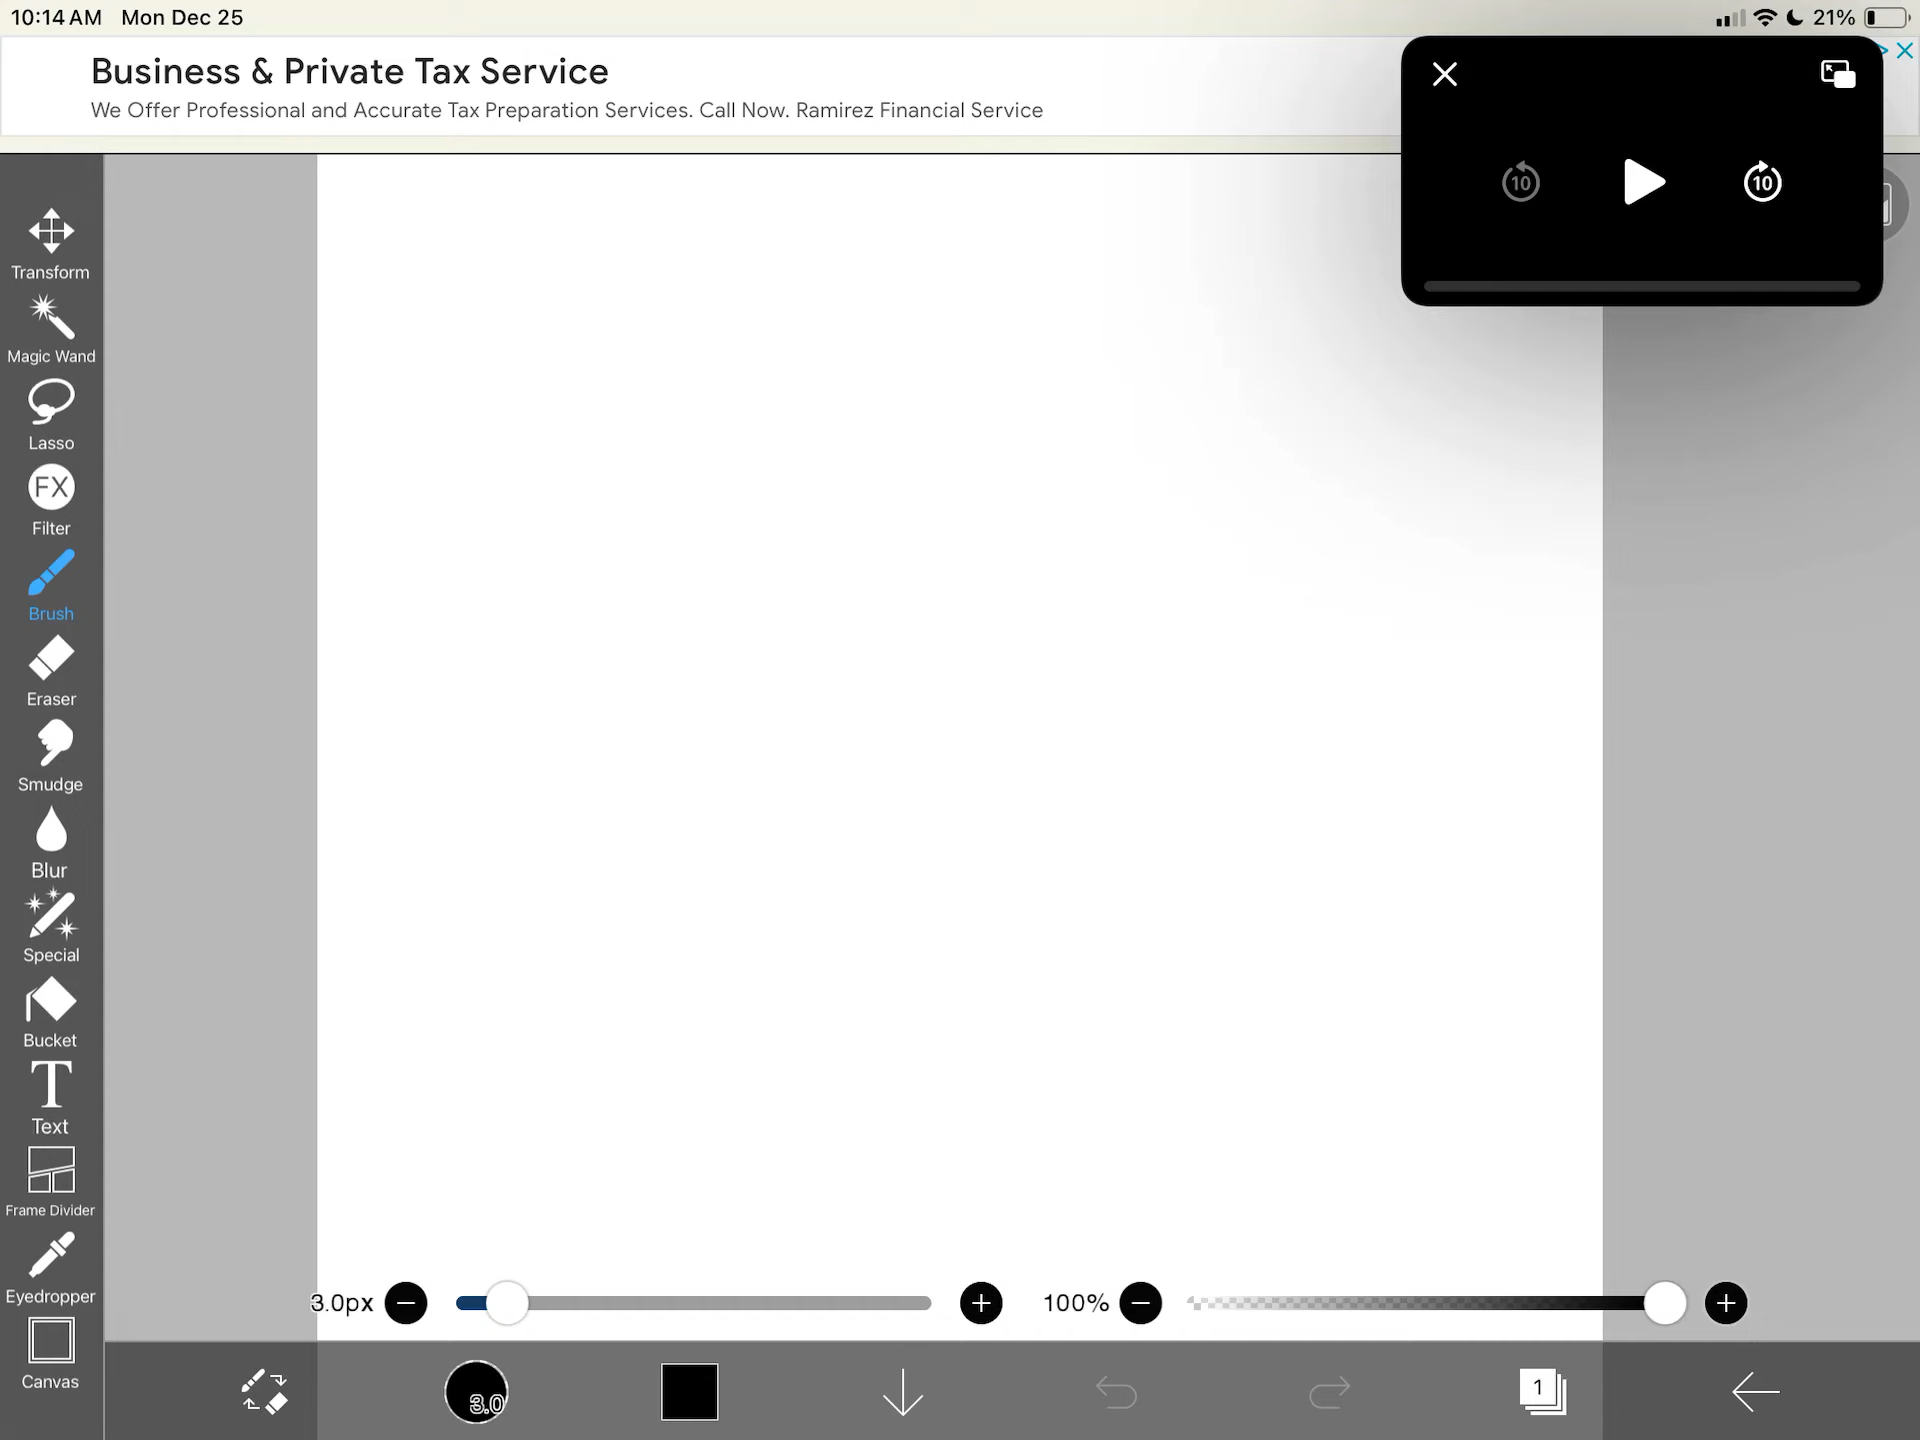 10:14 AM Mon Dec 25
21%
Business & Private Tax Service
We Offer Professional and Accurate Tax Preparation Services. Call Now. Ramirez Financial Service
10
10
Transform
Magic Wand
Lasso
FX
Filter
Brush
Eraser
Smudge
Blur
Special
Bucket
T
Text
Frame Divider
Eyedropper
Canvas
3.0px
100%
3.0
1